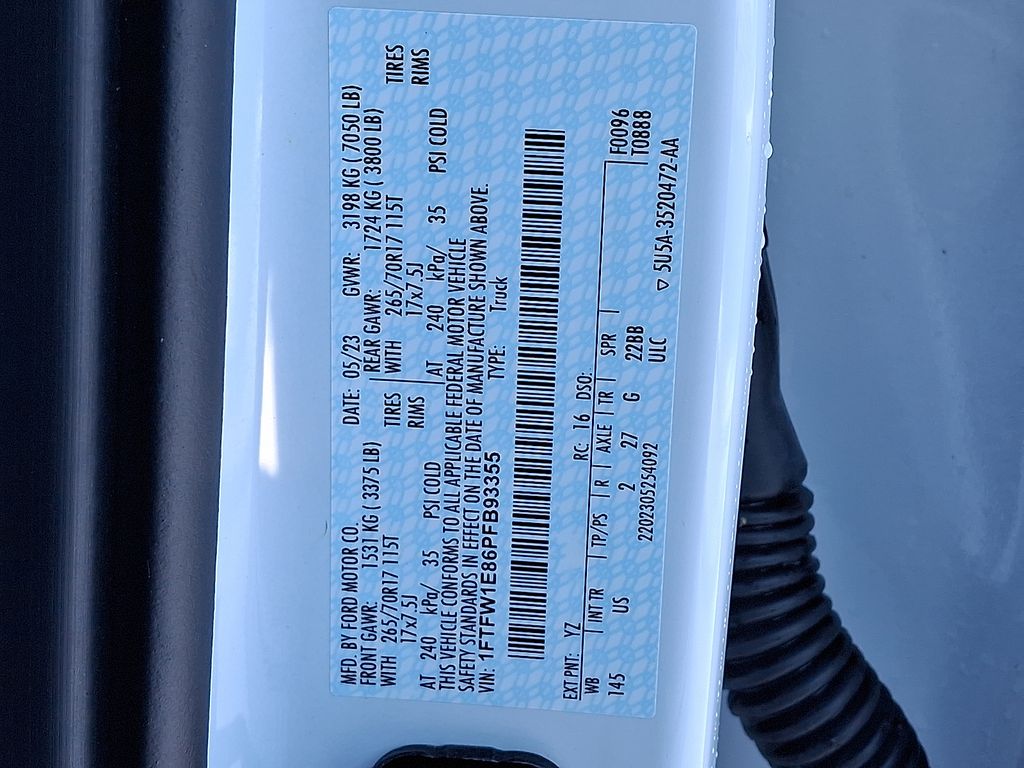 MFD. BY FORD MOTOR CO. DATE: 05/23 GVWR: 3198 KG ( 7050 LB)
FRONT GAWR: 1531 KG ( 3375 LB) REAR GAWR: 1724 KG ( 3800 LB)
WITH 265/70R17 115T TIRES WITH 265/70R17 115T TIRES
17x7.5J RIMS 17x7.5J RIMS
AT 240 kPa/ 35 PSI COLD AT 240 kPa/ 35 PSI COLD
THIS VEHICLE CONFORMS TO ALL APPLICABLE FEDERAL MOTOR VEHICLE
SAFETY STANDARDS IN EFFECT ON THE DATE OF MANUFACTURE SHOWN ABOVE.
VIN: 1FTFW1E86PFB93355 TYPE: Truck
EXT PNT: YZ RC: 16 DSO:
WB INT TR TP/PS R AXLE TR SPR F0096
145 US 2 27 G 22BB T0888
2202305254092 ULC
▽ 5U5A-3520472-AA